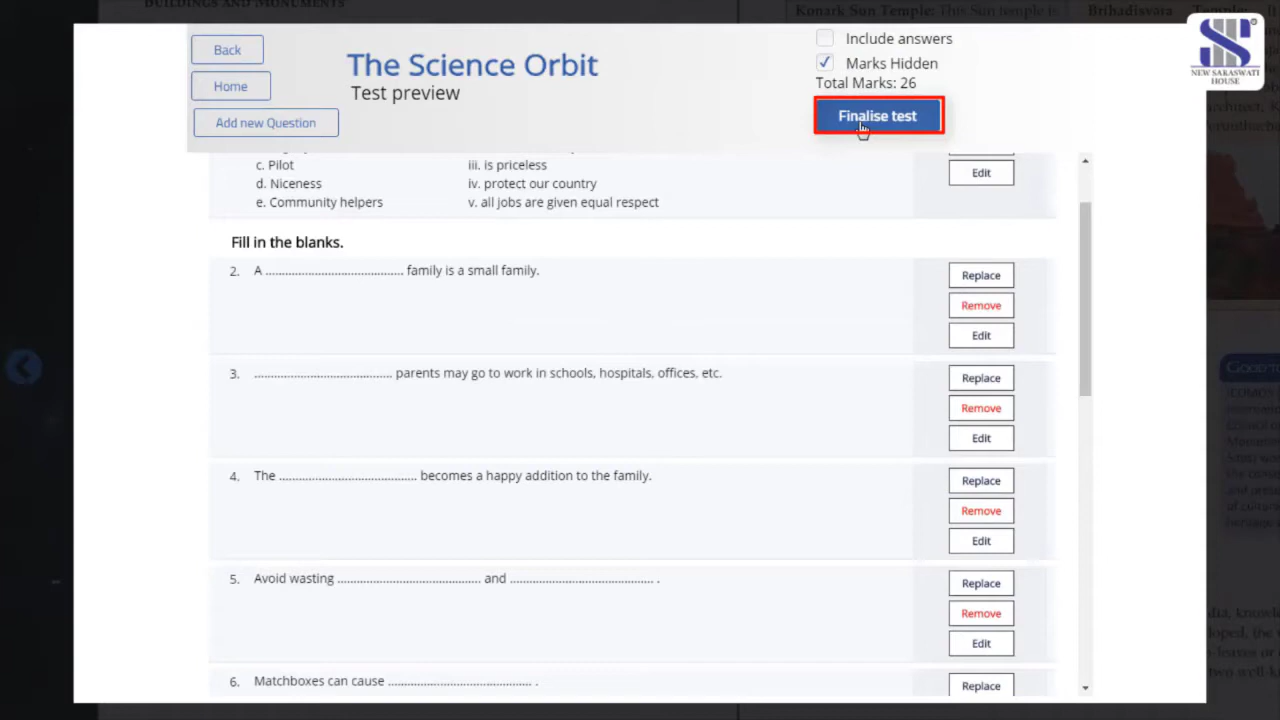 BUILDINGS AND MONUMENTS
Konark Sun Temple: This Sun temple is
Brihadisvara Temple:
NEW SARASWATI
HOUSE
Back
Home
Add new Question
The Science Orbit
Test preview
Include answers
Marks Hidden
Total Marks: 26
Finalise test
c. Pilot iii. is priceless
d. Niceness iv. protect our country
e. Community helpers v. all jobs are given equal respect
Edit
Fill in the blanks.
2. A ........................................ family is a small family.
Replace
Remove
Edit
3. ........................................ parents may go to work in schools, hospitals, offices, etc.
Replace
Remove
Edit
4. The ........................................ becomes a happy addition to the family.
Replace
Remove
Edit
5. Avoid wasting ......................................... and ......................................... .
Replace
Remove
Edit
6. Matchboxes can cause ......................................... .
Replace